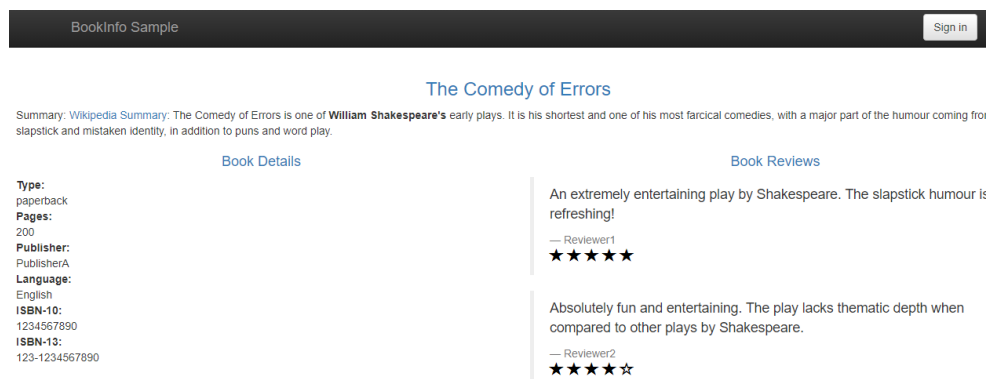 BookInfo Sample
Sign in
The Comedy of Errors
Summary: Wikipedia Summary: The Comedy of Errors is one of William Shakespeare's early plays. It is his shortest and one of his most farcical comedies, with a major part of the humour coming from
slapstick and mistaken identity, in addition to puns and word play.
Book Details
Type:
paperback
Pages:
200
Publisher:
PublisherA
Language:
English
ISBN-10:
1234567890
ISBN-13:
123-1234567890
Book Reviews
An extremely entertaining play by Shakespeare. The slapstick humour is
refreshing!
— Reviewer1
★★★★★
Absolutely fun and entertaining. The play lacks thematic depth when
compared to other plays by Shakespeare.
— Reviewer2
★★★★☆